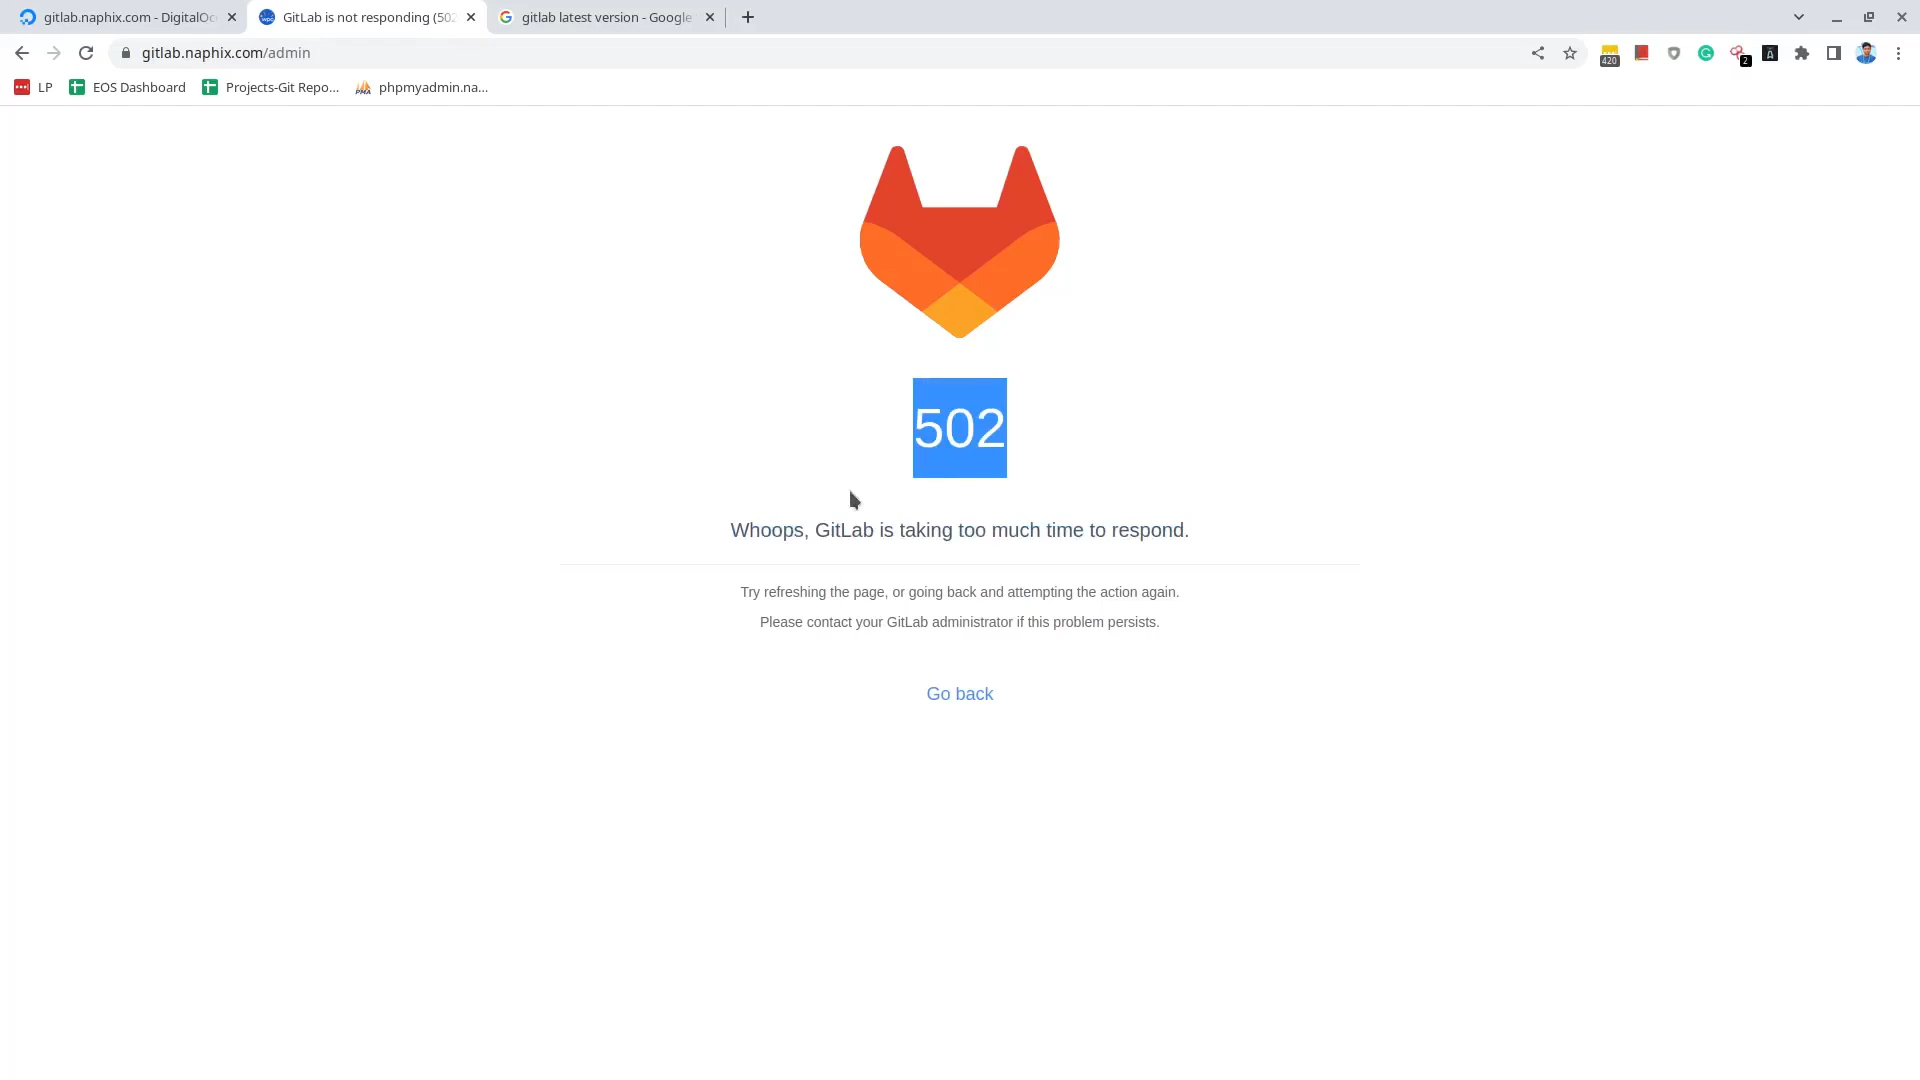 gitlab.naphix.com - DigitalOc
GitLab is not responding (502
gitlab latest version - Google
gitlab.naphix.com/admin
420
2
LP
EOS Dashboard
Projects-Git Repo...
phpmyadmin.na...
502
Whoops, GitLab is taking too much time to respond.
Try refreshing the page, or going back and attempting the action again.
Please contact your GitLab administrator if this problem persists.
Go back